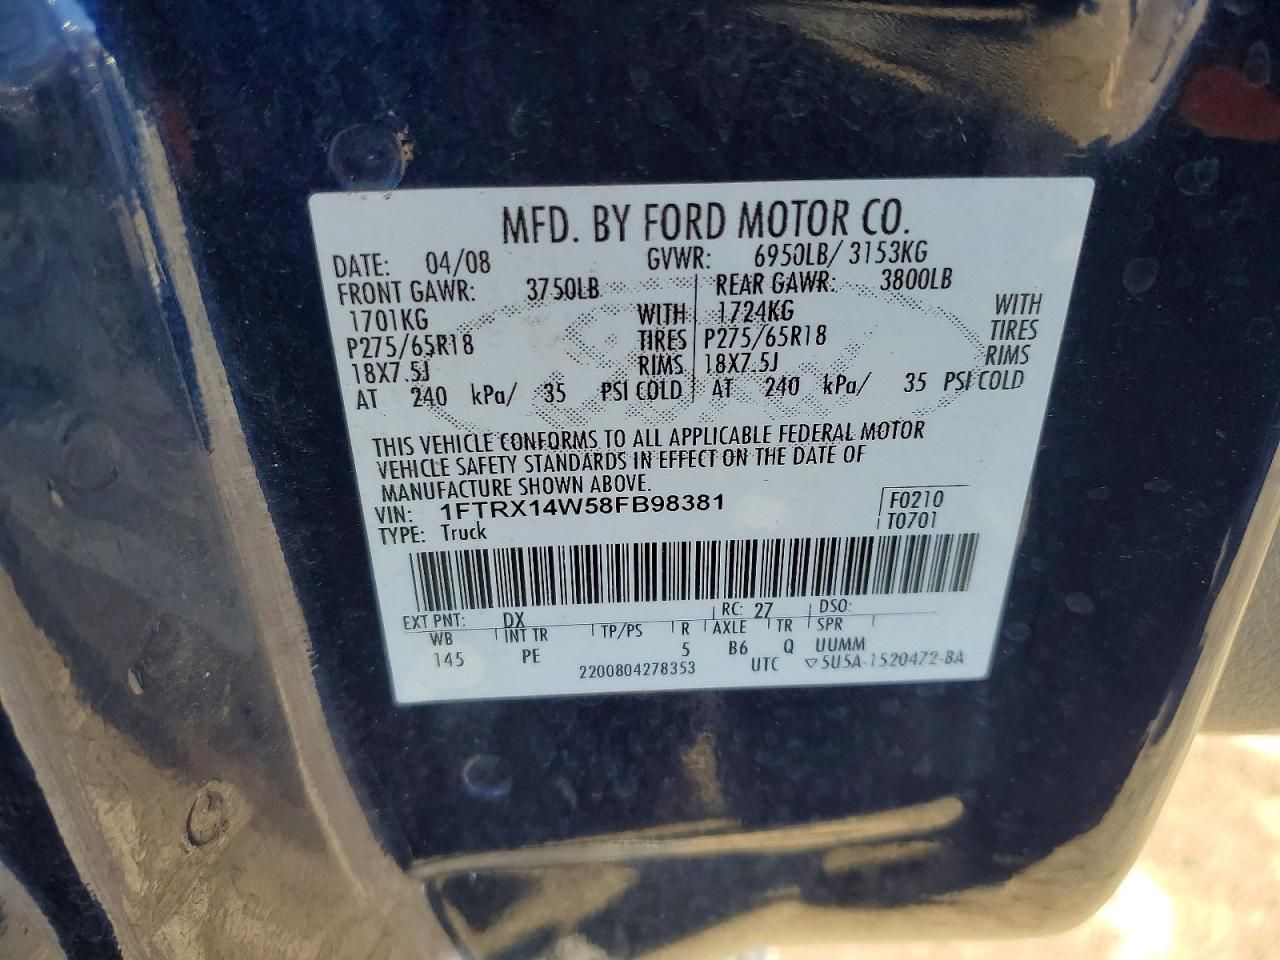 MFD. BY FORD MOTOR CO.
DATE: 04/08 GVWR: 6950LB/ 3153KG
FRONT GAWR: 3750LB REAR GAWR: 3800LB
1701KG WITH 1724KG WITH
P275/65R18 TIRES P275/65R18 TIRES
18X7.5J RIMS 18X7.5J RIMS
AT 240 kPa/ 35 PSI COLD AT 240 kPa/ 35 PSI COLD
THIS VEHICLE CONFORMS TO ALL APPLICABLE FEDERAL MOTOR
VEHICLE SAFETY STANDARDS IN EFFECT ON THE DATE OF
MANUFACTURE SHOWN ABOVE.
VIN: 1FTRX14W58FB98381 F0210
TYPE: Truck T0701
EXT PNT: DX RC: 27 DSO:
WB INT TR TP/PS R AXLE TR SPR
145 PE 5 B6 Q UUMM
2200804278353 UTC ▽5U5A-1520472-BA